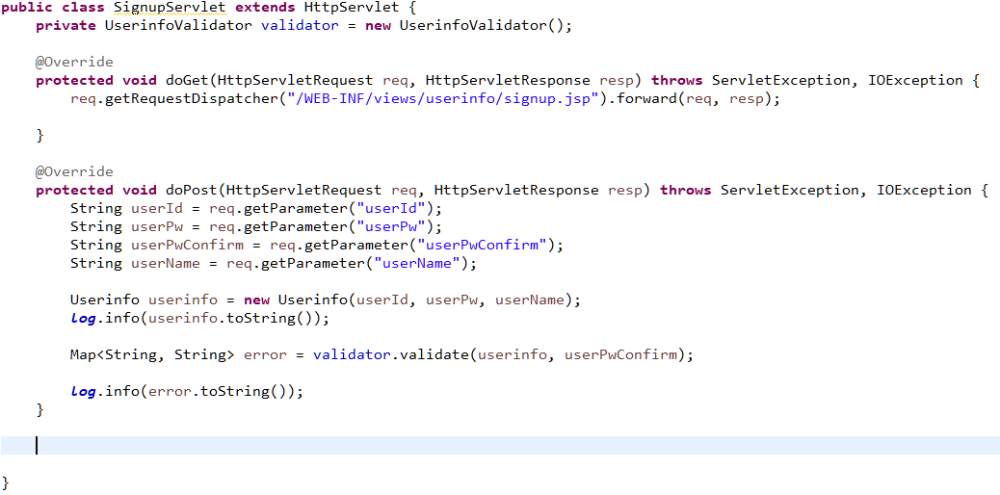 public class SignupServlet extends HttpServlet {
    private UserinfoValidator validator = new UserinfoValidator();

    @Override
    protected void doGet(HttpServletRequest req, HttpServletResponse resp) throws ServletException, IOException {
        req.getRequestDispatcher("/WEB-INF/views/userinfo/signup.jsp").forward(req, resp);

    }

    @Override
    protected void doPost(HttpServletRequest req, HttpServletResponse resp) throws ServletException, IOException {
        String userId = req.getParameter("userId");
        String userPw = req.getParameter("userPw");
        String userPwConfirm = req.getParameter("userPwConfirm");
        String userName = req.getParameter("userName");

        Userinfo userinfo = new Userinfo(userId, userPw, userName);
        log.info(userinfo.toString());

        Map<String, String> error = validator.validate(userinfo, userPwConfirm);

        log.info(error.toString());
    }

}